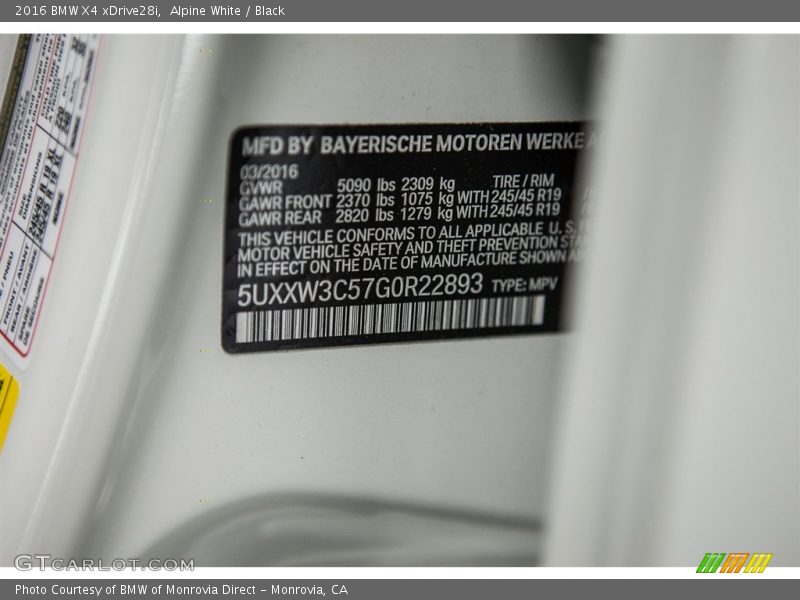 2016 BMW X4 xDrive28i,  Alpine White / Black
MFD BY BAYERISCHE MOTOREN WERKE
03/2016
GVWR 5090 lbs 2309 kg TIRE / RIM
GAWR FRONT 2370 lbs 1075 kg WITH 245/45 R19
GAWR REAR 2820 lbs 1279 kg WITH 245/45 R19
THIS VEHICLE CONFORMS TO ALL APPLICABLE U.S.
MOTOR VEHICLE SAFETY AND THEFT PREVENTION STA
IN EFFECT ON THE DATE OF MANUFACTURE SHOWN
5UXXW3C57G0R22893 TYPE: MPV
GTCARLOT.COM
Photo Courtesy of BMW of Monrovia Direct – Monrovia, CA